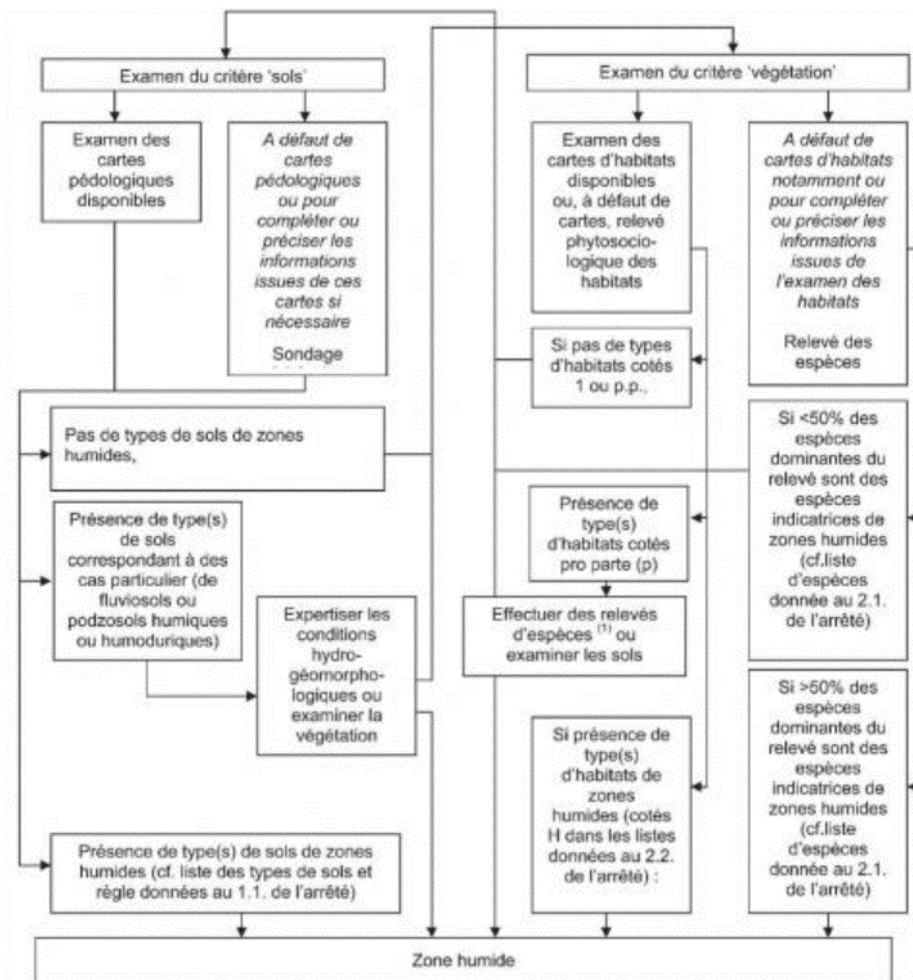 Examen du critère 'sols'
Examen des
cartes
pédologiques
disponibles
A défaut de
cartes
pédologiques
ou pour
compléter ou
préciser les
informations
issues de ces
cartes si
nécessaire
Sondage
Pas de types de sols de zones
humides,
Présence de type(s)
de sols
correspondant à des
cas particulier (de
fluviosols ou
podzosols humiques
ou humoduriques)
Expertiser les
conditions
hydro-
géomorpho-
logiques ou
examiner la
végétation
Présence de type(s) de sols de zones
humides (cf. liste des types de sols et
règle données au 1.1. de l'arrêté)
Examen du critère 'végétation'
Examen des
cartes d'habitats
disponibles
ou, à défaut de
cartes, relevé
phytosocio-
logique des
habitats
A défaut de
cartes d'habitats
notamment ou
pour compléter
ou préciser les
informations
issues de
l'examen des
habitats
Relevé des
espèces
Si pas de types
d'habitats cotés
1 ou p.p.,
Présence de
type(s)
d'habitats cotés
pro parte (p)
Effectuer des relevés
d'espèces (1) ou
examiner les sols
Si présence de
type(s)
d'habitats de
zones
humides (cotés
H dans les listes
données au 2.2.
de l'arrêté) :
Si <50% des
espèces
dominantes du
relevé sont des
espèces
indicatrices de
zones humides
(cf.liste
d'espèces
donnée au 2.1.
de l'arrêté)
Si >50% des
espèces
dominantes du
relevé sont des
espèces
indicatrices de
zones humides
(cf.liste
d'espèces
donnée au 2.1.
de l'arrêté)
Zone humide